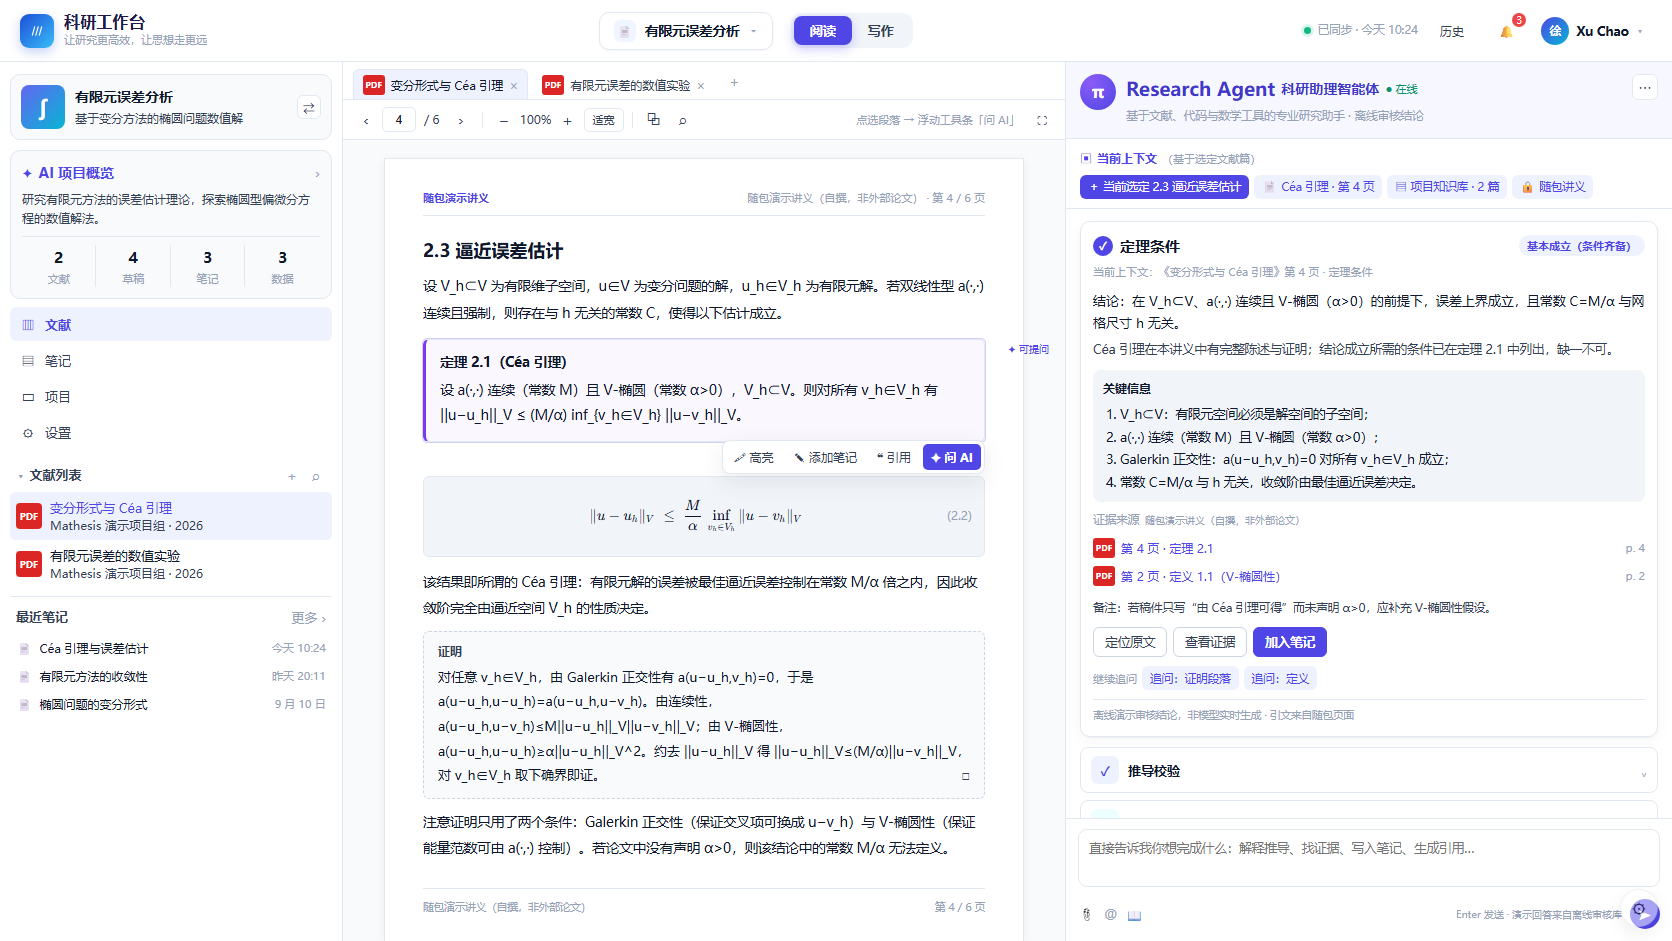 科研工作台
让研究更高效，让思想走更远
有限元误差分析
阅读
写作
已同步 · 今天 10:24
历史
3
徐
Xu Chao
∫
有限元误差分析
基于变分方法的椭圆问题数值解
AI 项目概览
研究有限元方法的误差估计理论，探索椭圆型偏微分方
程的数值解法。
2
文献
4
草稿
3
笔记
3
数据
文献
笔记
项目
设置
文献列表
PDF
变分形式与 Céa 引理
Mathesis 演示项目组 · 2026
PDF
有限元误差的数值实验
Mathesis 演示项目组 · 2026
最近笔记
更多 ›
Céa 引理与误差估计
今天 10:24
有限元方法的收敛性
昨天 20:11
椭圆问题的变分形式
9 月 10 日
PDF 变分形式与 Céa 引理 ×
PDF 有限元误差的数值实验 ×
+
‹ 4 / 6 ›
− 100% +
适宽
点选段落 → 浮动工具条「问 AI」
随包演示讲义
随包演示讲义（自撰，非外部论文） · 第 4 / 6 页
2.3 逼近误差估计
设 V_h⊂V 为有限维子空间，u∈V 为变分问题的解，u_h∈V_h 为有限元解。若双线性型 a(·,·)
连续且强制，则存在与 h 无关的常数 C，使得以下估计成立。
定理 2.1（Céa 引理）
设 a(·,·) 连续（常数 M）且 V-椭圆（常数 α>0），V_h⊂V。则对所有 v_h∈V_h 有
||u−u_h||_V ≤ (M/α) inf_{v_h∈V_h} ||u−v_h||_V。
✦ 可提问
高亮
添加笔记
❝ 引用
✦ 问 AI
‖u − u_h‖_V ≤ M/α inf_{v_h∈V_h} ‖u − v_h‖_V
(2.2)
该结果即所谓的 Céa 引理：有限元解的误差被最佳逼近误差控制在常数 M/α 倍之内，因此收
敛阶完全由逼近空间 V_h 的性质决定。
证明
对任意 v_h∈V_h，由 Galerkin 正交性有 a(u−u_h,v_h)=0，于是
a(u−u_h,u−u_h)=a(u−u_h,u−v_h)。由连续性，
a(u−u_h,u−v_h)≤M||u−u_h||_V||u−v_h||_V；由 V-椭圆性，
a(u−u_h,u−u_h)≥α||u−u_h||_V^2。约去 ||u−u_h||_V 得 ||u−u_h||_V≤(M/α)||u−v_h||_V，
对 v_h∈V_h 取下确界即证。
□
注意证明只用了两个条件：Galerkin 正交性（保证交叉项可换成 u−v_h）与 V-椭圆性（保证
能量范数可由 a(·,·) 控制）。若论文中没有声明 α>0，则该结论中的常数 M/α 无法定义。
随包演示讲义（自撰，非外部论文）
第 4 / 6 页
π
Research Agent 科研助理智能体
在线
基于文献、代码与数学工具的专业研究助手 · 离线审核结论
当前上下文 （基于选定文献篇）
+ 当前选定 2.3 逼近误差估计
Céa 引理 · 第 4 页
项目知识库 · 2 篇
随包讲义
定理条件
基本成立（条件齐备）
当前上下文：《变分形式与 Céa 引理》第 4 页 · 定理条件
结论：在 V_h⊂V、a(·,·) 连续且 V-椭圆（α>0）的前提下，误差上界成立，且常数 C=M/α 与网
格尺寸 h 无关。
Céa 引理在本讲义中有完整陈述与证明；结论成立所需的条件已在定理 2.1 中列出，缺一不可。
关键信息
1. V_h⊂V：有限元空间必须是解空间的子空间；
2. a(·,·) 连续（常数 M）且 V-椭圆（常数 α>0）；
3. Galerkin 正交性：a(u−u_h,v_h)=0 对所有 v_h∈V_h 成立；
4. 常数 C=M/α 与 h 无关，收敛阶由最佳逼近误差决定。
证据来源 随包演示讲义（自撰，非外部论文）
PDF 第 4 页 · 定理 2.1
p. 4
PDF 第 2 页 · 定义 1.1（V-椭圆性）
p. 2
备注：若稿件只写“由 Céa 引理可得”而未声明 α>0，应补充 V-椭圆性假设。
定位原文
查看证据
加入笔记
继续追问
追问：证明段落
追问：定义
离线演示审核结论，非模型实时生成 · 引文来自随包页面
推导校验
直接告诉我你想完成什么：解释推导、找证据、写入笔记、生成引用...
@
Enter 发送 · 演示回答来自离线审核库